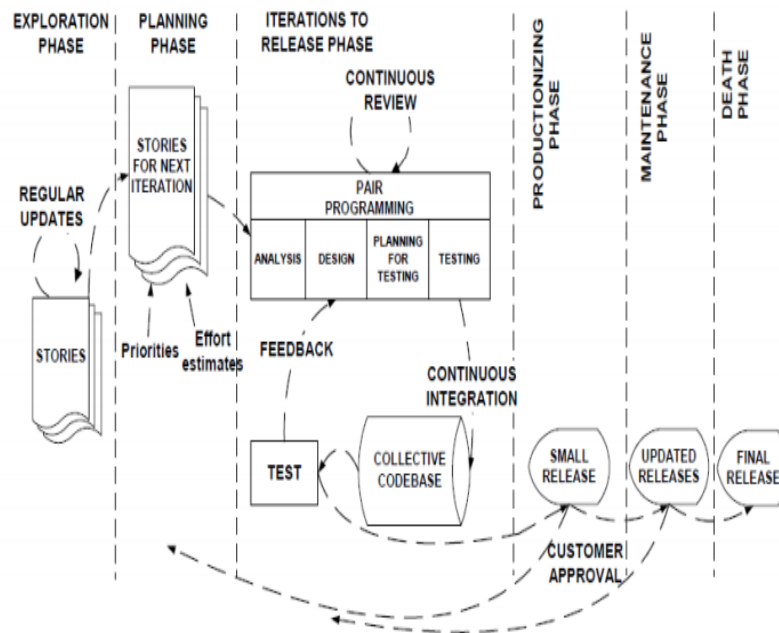 EXPLORATION
PHASE
PLANNING
PHASE
ITERATIONS TO
RELEASE PHASE
PRODUCTIONIZING
PHASE
MAINTENANCE
PHASE
DEATH
PHASE
CONTINUOUS
REVIEW
STORIES
FOR NEXT
ITERATION
REGULAR
UPDATES
PAIR
PROGRAMMING
ANALYSIS
DESIGN
PLANNING
FOR
TESTING
TESTING
STORIES
Priorities
Effort
estimates
FEEDBACK
CONTINUOUS
INTEGRATION
TEST
COLLECTIVE
CODEBASE
SMALL
RELEASE
UPDATED
RELEASES
FINAL
RELEASE
CUSTOMER
APPROVAL